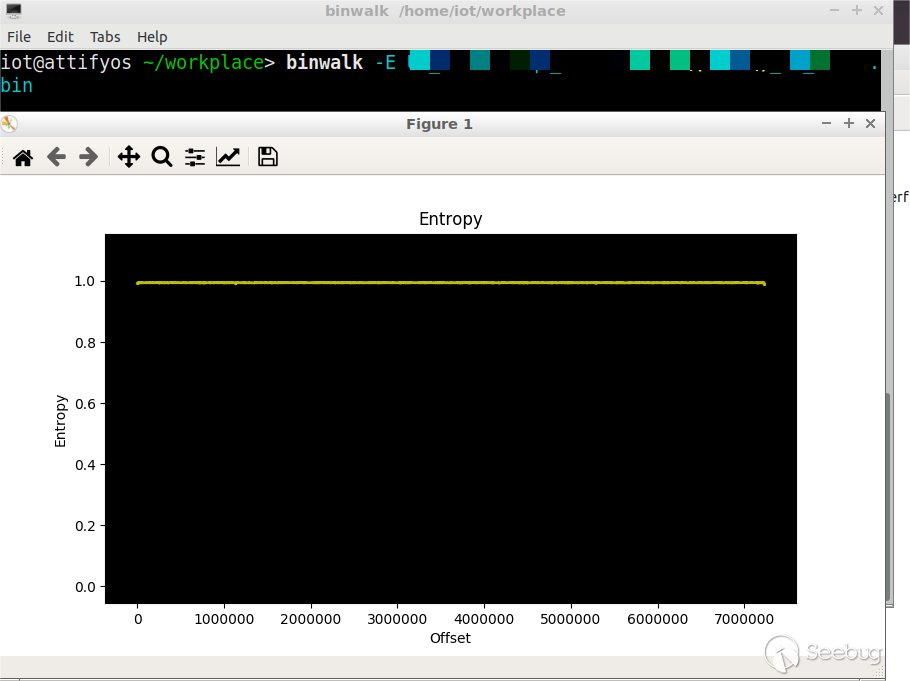 binwalk /home/iot/workplace
File Edit Tabs Help
iot@attifyos ~/workplace> binwalk -E
.
bin
Figure 1
erf
Entropy
1.0
0.8
0.6
0.4
0.2
0.0
Entropy
0 1000000 2000000 3000000 4000000 5000000 6000000 7000000
Offset
Seebug